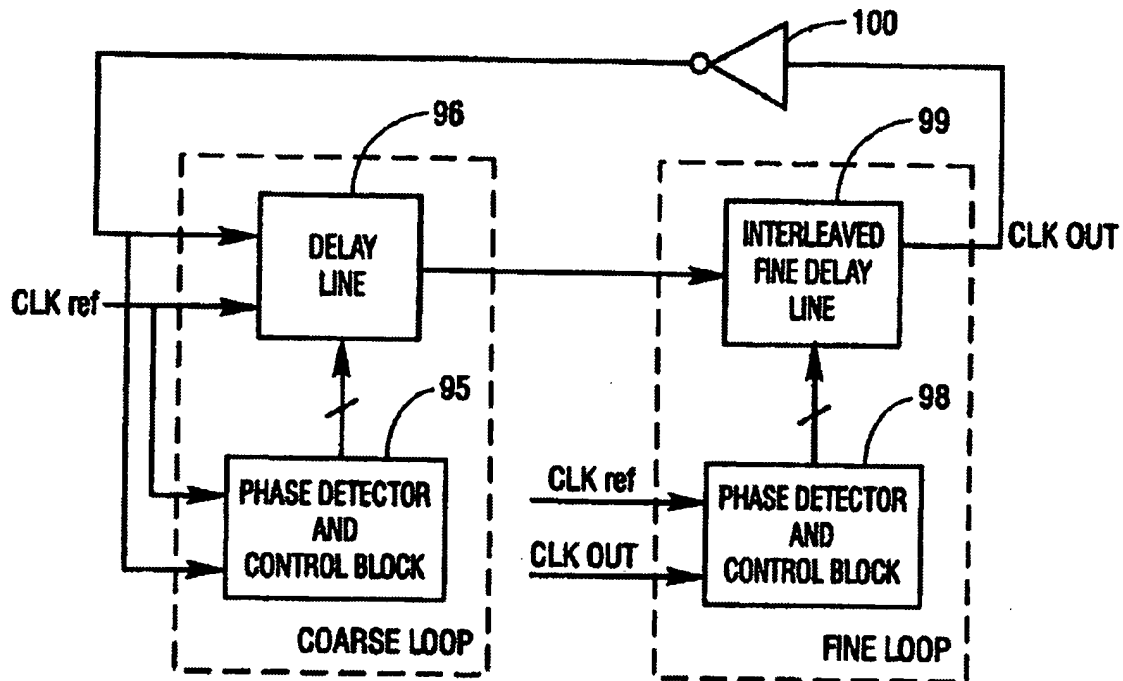 100
96
99
DELAY
LINE
INTERLEAVED
FINE DELAY
LINE
CLK OUT
CLK ref
95
98
PHASE DETECTOR
AND
CONTROL BLOCK
CLK ref
CLK OUT
PHASE DETECTOR
AND
CONTROL BLOCK
COARSE LOOP
FINE LOOP